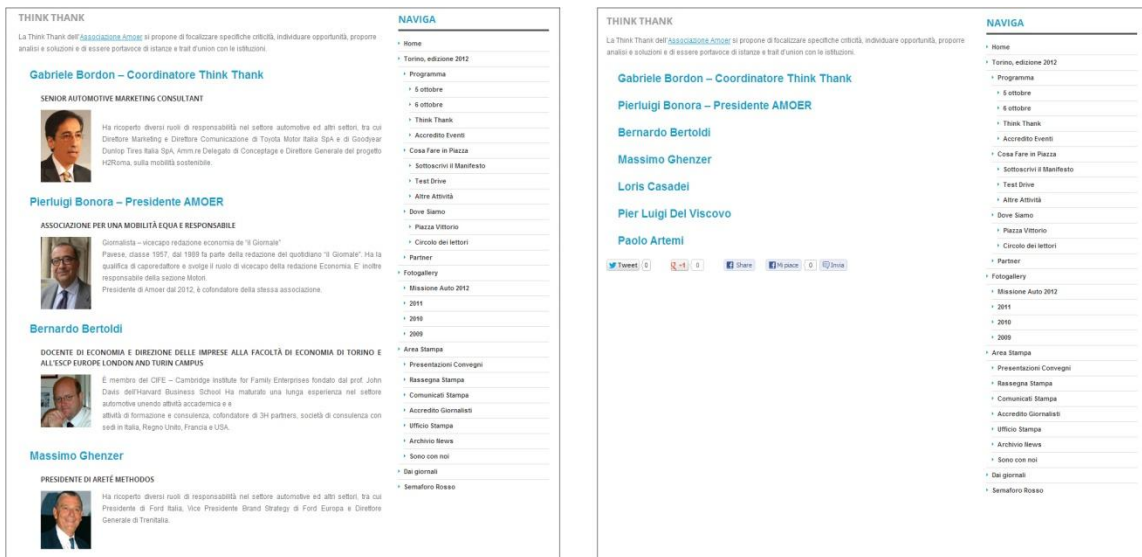 THINK THANK
La Think Thank dell'Associazione Amoer si propone di focalizzare specifiche criticità, individuare opportunità, proporre
analisi e soluzioni e di essere portavoce di istanze e trait d'union con le istituzioni.
Gabriele Bordon – Coordinatore Think Thank
SENIOR AUTOMOTIVE MARKETING CONSULTANT
Ha ricoperto diversi ruoli di responsabilità nel settore automotive ed altri settori, tra cui
Direttore Marketing e Direttore Comunicazione di Toyota Motor Italia SpA e di Goodyear
Dunlop Tires Italia SpA, Amm.re Delegato di Conceptage e Direttore Generale del progetto
H2Roma, sulla mobilità sostenibile.
Pierluigi Bonora – Presidente AMOER
ASSOCIAZIONE PER UNA MOBILITÀ EQUA E RESPONSABILE
Giornalista – vicecapo redazione economia de "il Giornale"
Pavese, classe 1957, dal 1989 fa parte della redazione del quotidiano "Il Giornale". Ha la
qualifica di caporedattore e svolge il ruolo di vicecapo della redazione Economia. E' inoltre
responsabile della sezione Motori.
Presidente di Amoer dal 2012, è cofondatore della stessa associazione.
Bernardo Bertoldi
DOCENTE DI ECONOMIA E DIREZIONE DELLE IMPRESE ALLA FACOLTÀ DI ECONOMIA DI TORINO E
ALL'ESCP EUROPE LONDON AND TURIN CAMPUS
È membro del CIFE – Cambridge Institute for Family Enterprises fondato dal prof. John
Davis dell'Harvard Business School Ha maturato una lunga esperienza nel settore
automotive unendo attività accademica e e
attività di formazione e consulenza, cofondatore di 3H partners, società di consulenza con
sedi in Italia, Regno Unito, Francia e USA.
Massimo Ghenzer
PRESIDENTE DI ARETÉ METHODOS
Ha ricoperto diversi ruoli di responsabilità nel settore automotive ed altri settori, tra cui
Presidente di Ford Italia, Vice Presidente Brand Strategy di Ford Europa e Direttore
Generale di Trenitalia.
NAVIGA
Home
Torino, edizione 2012
Programma
5 ottobre
6 ottobre
Think Thank
Accredito Eventi
Cosa Fare in Piazza
Sottoscrivi il Manifesto
Test Drive
Altre Attività
Dove Siamo
Piazza Vittorio
Circolo dei lettori
Partner
Fotogallery
Missione Auto 2012
2011
2010
2009
Area Stampa
Presentazioni Convegni
Rassegna Stampa
Comunicati Stampa
Accredito Giornalisti
Ufficio Stampa
Archivio News
Sono con noi
Dai giornali
Semaforo Rosso
THINK THANK
La Think Thank dell'Associazione Amoer si propone di focalizzare specifiche criticità, individuare opportunità, proporre
analisi e soluzioni e di essere portavoce di istanze e trait d'union con le istituzioni.
Gabriele Bordon – Coordinatore Think Thank
Pierluigi Bonora – Presidente AMOER
Bernardo Bertoldi
Massimo Ghenzer
Loris Casadei
Pier Luigi Del Viscovo
Paolo Artemi
Tweet 0 +1 0 Share Mi piace 0 Invia
NAVIGA
Home
Torino, edizione 2012
Programma
5 ottobre
6 ottobre
Think Thank
Accredito Eventi
Cosa Fare in Piazza
Sottoscrivi il Manifesto
Test Drive
Altre Attività
Dove Siamo
Piazza Vittorio
Circolo dei lettori
Partner
Fotogallery
Missione Auto 2012
2011
2010
2009
Area Stampa
Presentazioni Convegni
Rassegna Stampa
Comunicati Stampa
Accredito Giornalisti
Ufficio Stampa
Archivio News
Sono con noi
Dai giornali
Semaforo Rosso